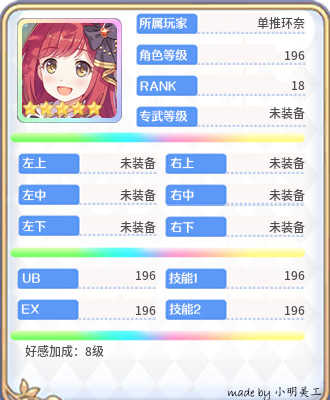 所属玩家 单推环奈
角色等级 196
RANK 18
专武等级 未装备
左上 未装备 右上 未装备
左中 未装备 右中 未装备
左下 未装备 右下 未装备
UB 196 技能1 196
EX 196 技能2 196
好感加成：8级
made by 小明美工